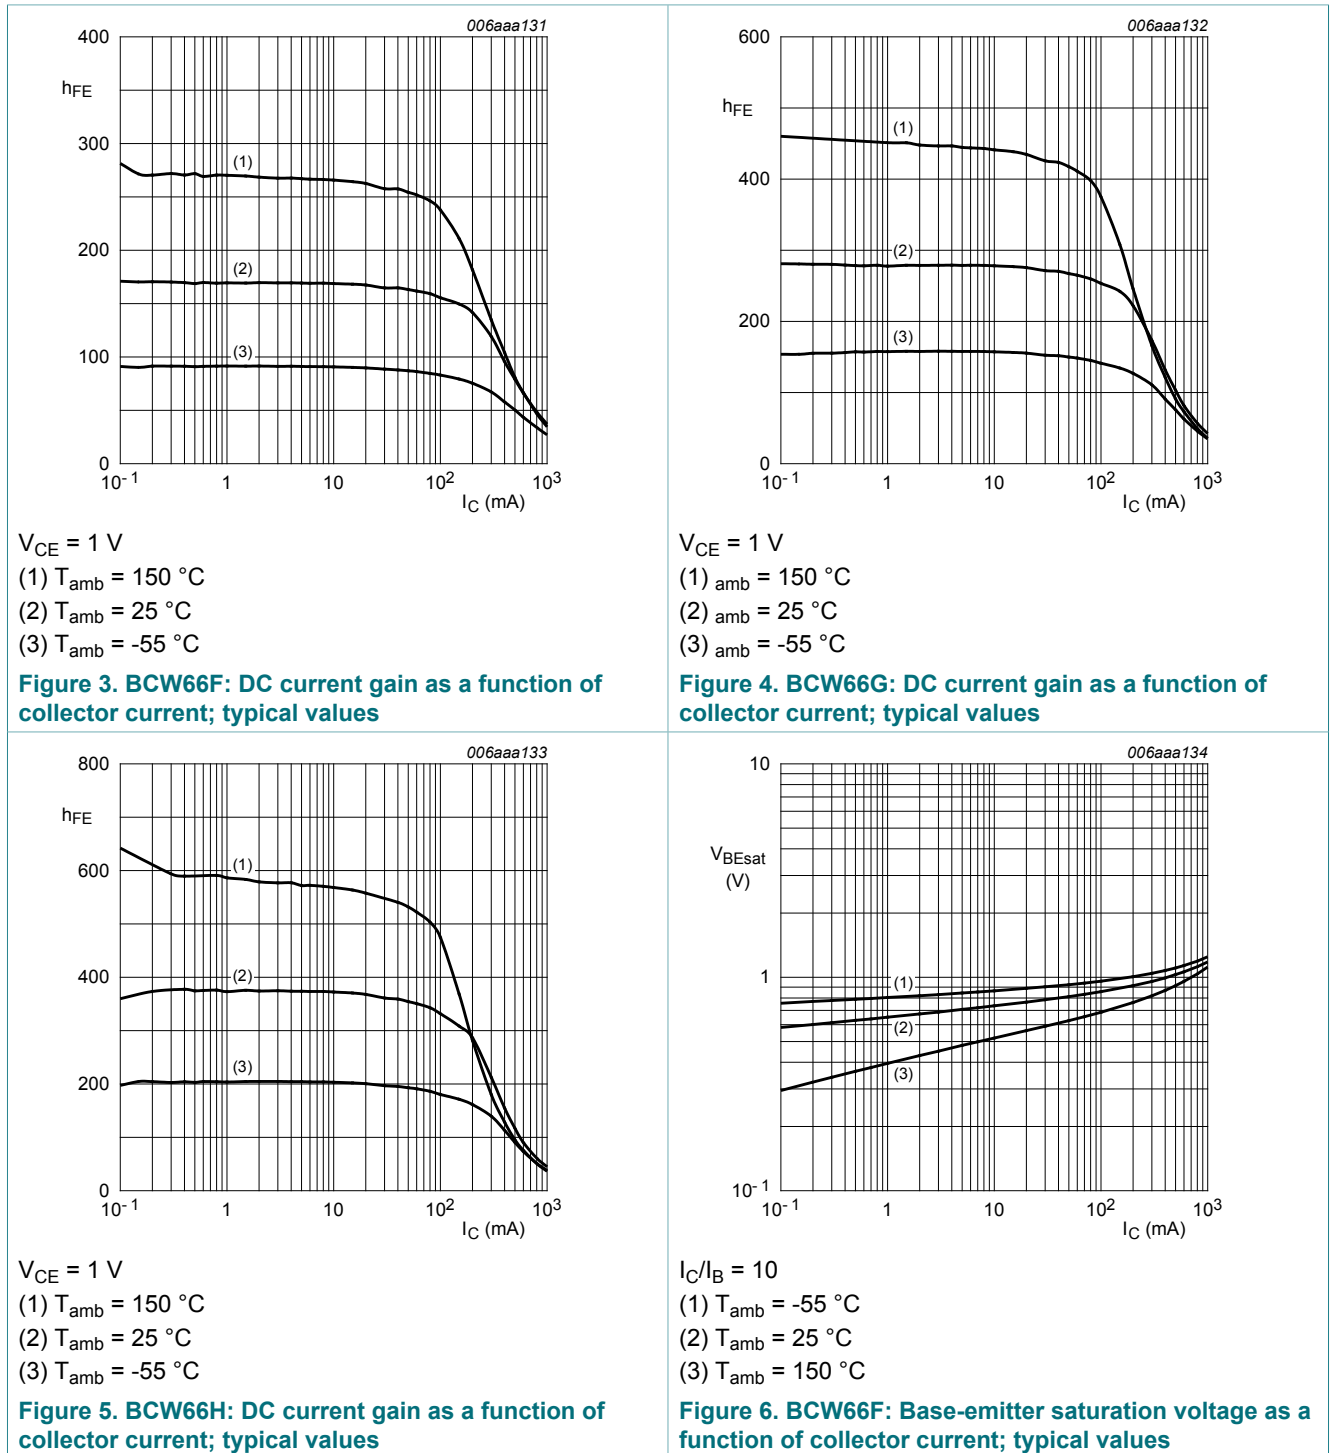 006aaa131
400
hFE
300
(1)
200
(2)
100
(3)
0
10-1 1 10 102 103
IC (mA)
VCE = 1 V
(1) Tamb = 150 °C
(2) Tamb = 25 °C
(3) Tamb = -55 °C
Figure 3. BCW66F: DC current gain as a function of
collector current; typical values
006aaa132
600
hFE
(1)
400
(2)
200
(3)
0
10-1 1 10 102 103
IC (mA)
VCE = 1 V
(1) amb = 150 °C
(2) amb = 25 °C
(3) amb = -55 °C
Figure 4. BCW66G: DC current gain as a function of
collector current; typical values
006aaa133
800
hFE
600
(1)
400
(2)
200
(3)
0
10-1 1 10 102 103
IC (mA)
VCE = 1 V
(1) Tamb = 150 °C
(2) Tamb = 25 °C
(3) Tamb = -55 °C
Figure 5. BCW66H: DC current gain as a function of
collector current; typical values
006aaa134
10
VBEsat
(V)
1
(1)
(2)
(3)
10-1
10-1 1 10 102 103
IC (mA)
IC/IB = 10
(1) Tamb = -55 °C
(2) Tamb = 25 °C
(3) Tamb = 150 °C
Figure 6. BCW66F: Base-emitter saturation voltage as a
function of collector current; typical values